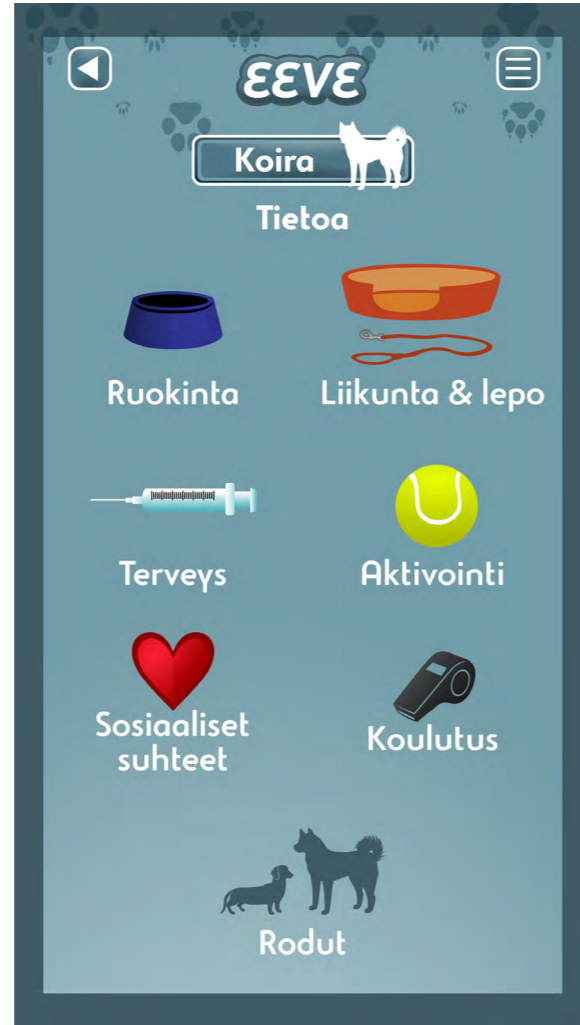 EEVE
Koira
Tietoa
Ruokinta
Liikunta & lepo
Terveys
Aktivointi
Sosiaaliset
suhteet
Koulutus
Rodut